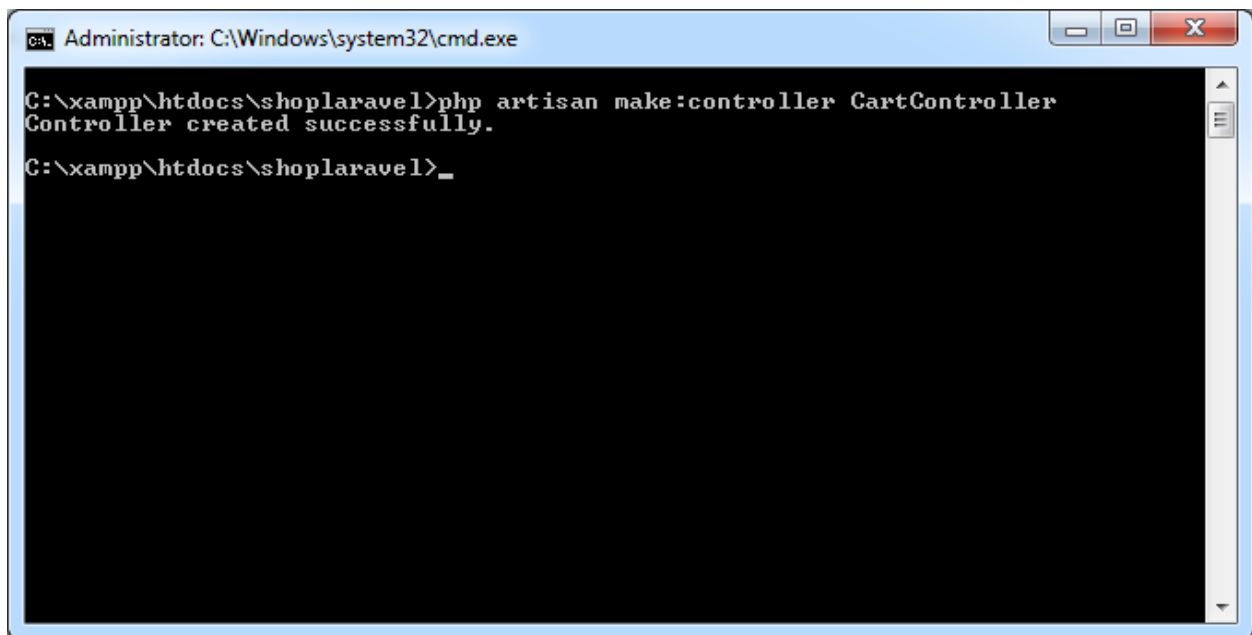 Administrator: C:\Windows\system32\cmd.exe
C:\xampp\htdocs\shoplaravel>php artisan make:controller CartController
Controller created successfully.
C:\xampp\htdocs\shoplaravel>_